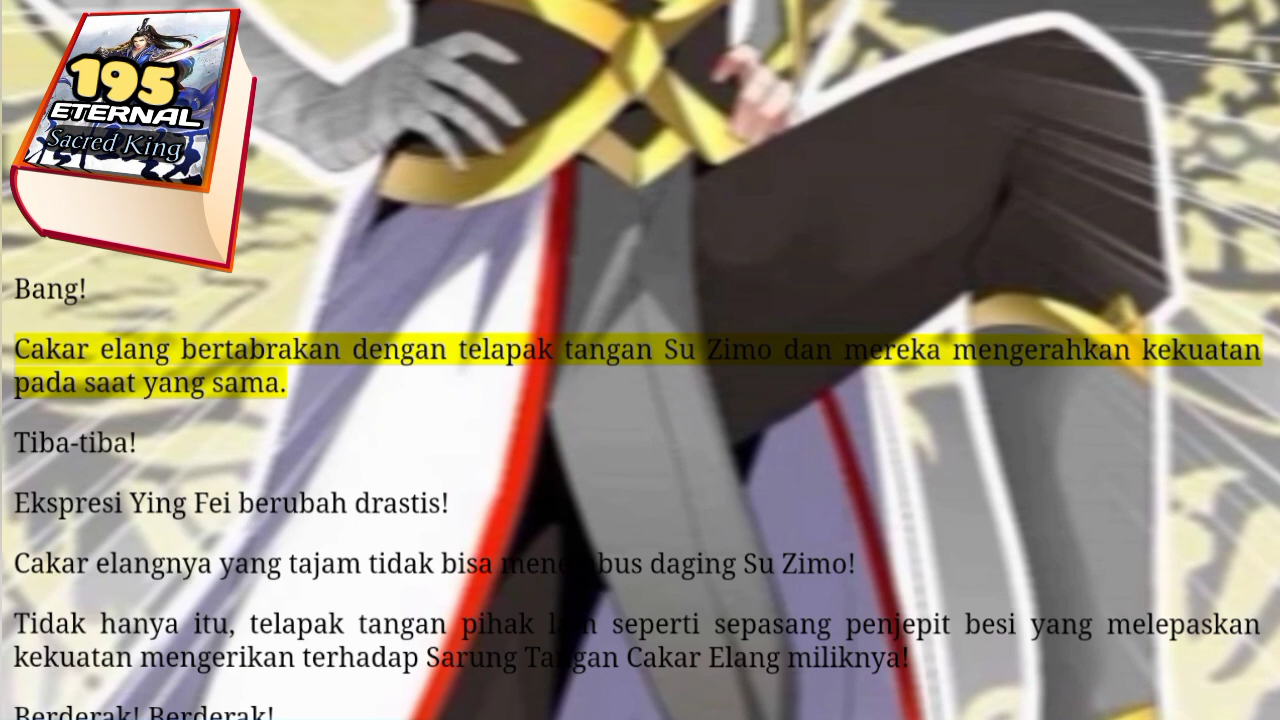 195
ETERNAL
Sacred King
Bang!
Cakar elang bertabrakan dengan telapak tangan Su Zimo dan mereka mengerahkan kekuatan
pada saat yang sama.
Tiba-tiba!
Ekspresi Ying Fei berubah drastis!
Cakar elangnya yang tajam tidak bisa menembus daging Su Zimo!
Tidak hanya itu, telapak tangan pihak lain seperti sepasang penjepit besi yang melepaskan
kekuatan mengerikan terhadap Sarung Tangan Cakar Elang miliknya!
Berderak! Berderak!